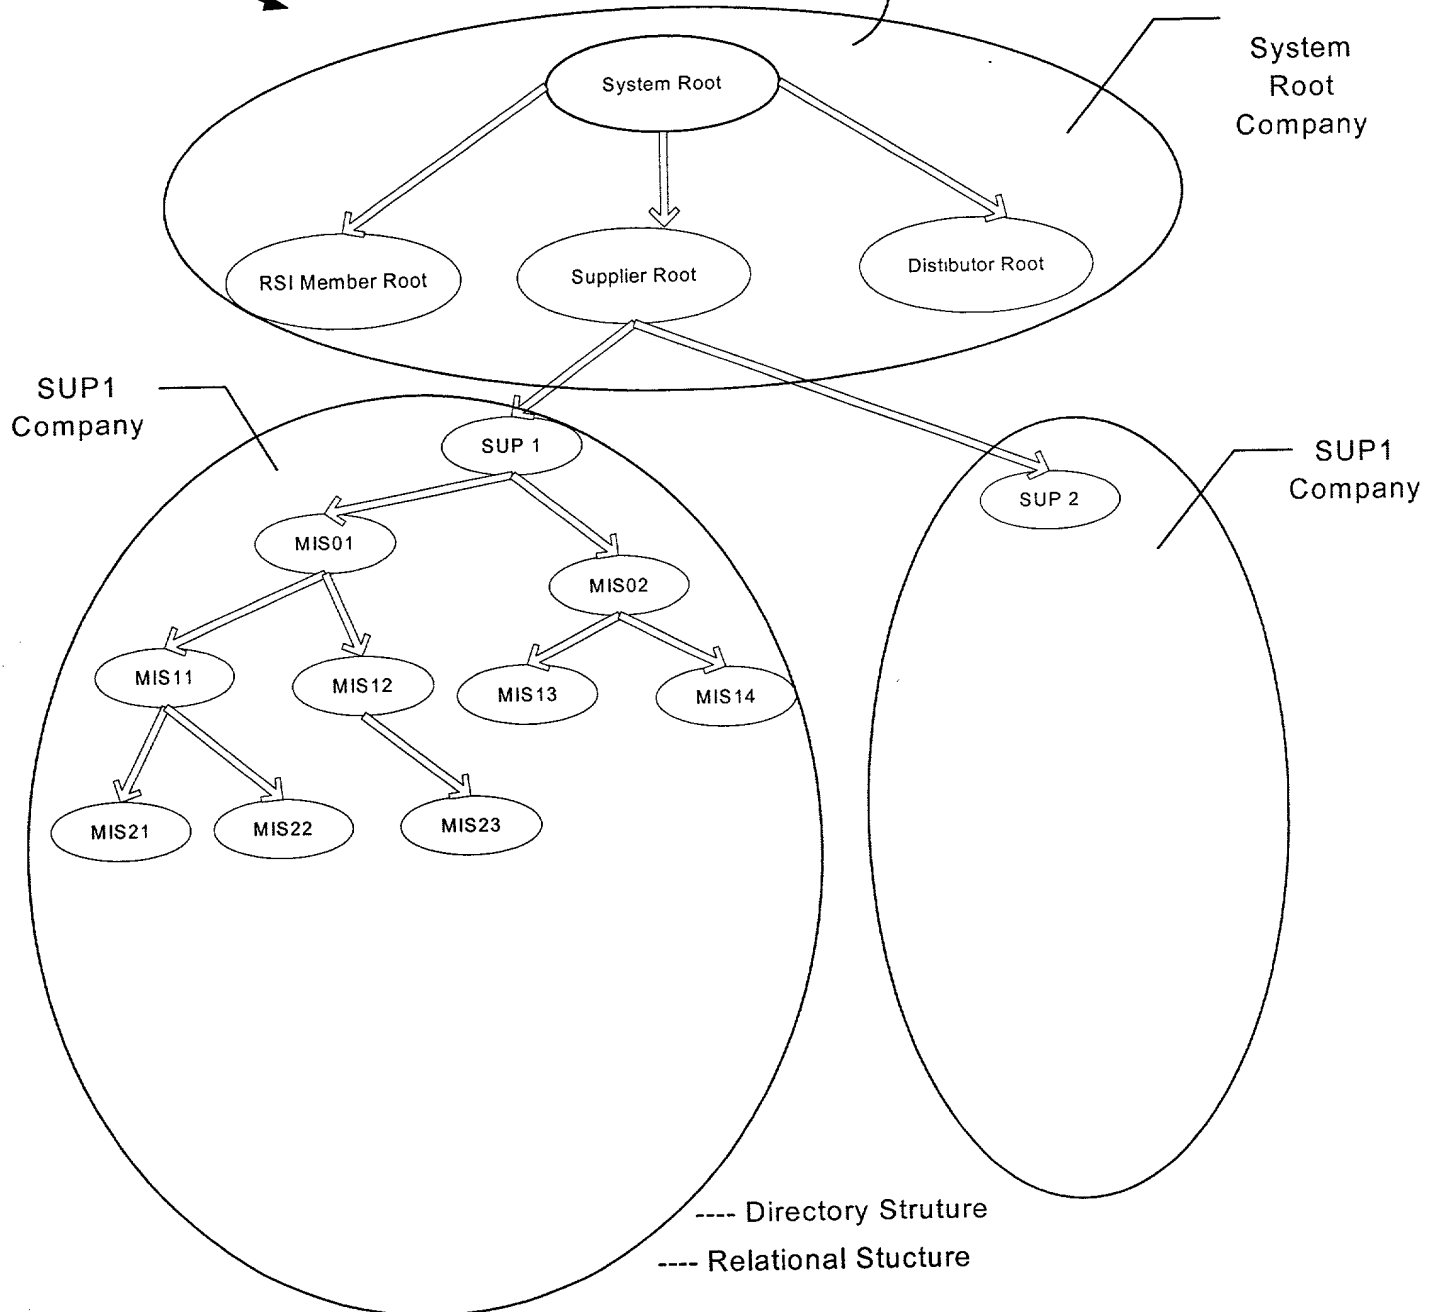 System
Root
Company
System Root
RSI Member Root
Supplier Root
Distibutor Root
SUP1
Company
SUP 1
SUP 2
SUP1
Company
MIS01
MIS02
MIS11
MIS12
MIS13
MIS14
MIS21
MIS22
MIS23
---- Directory Struture
---- Relational Stucture